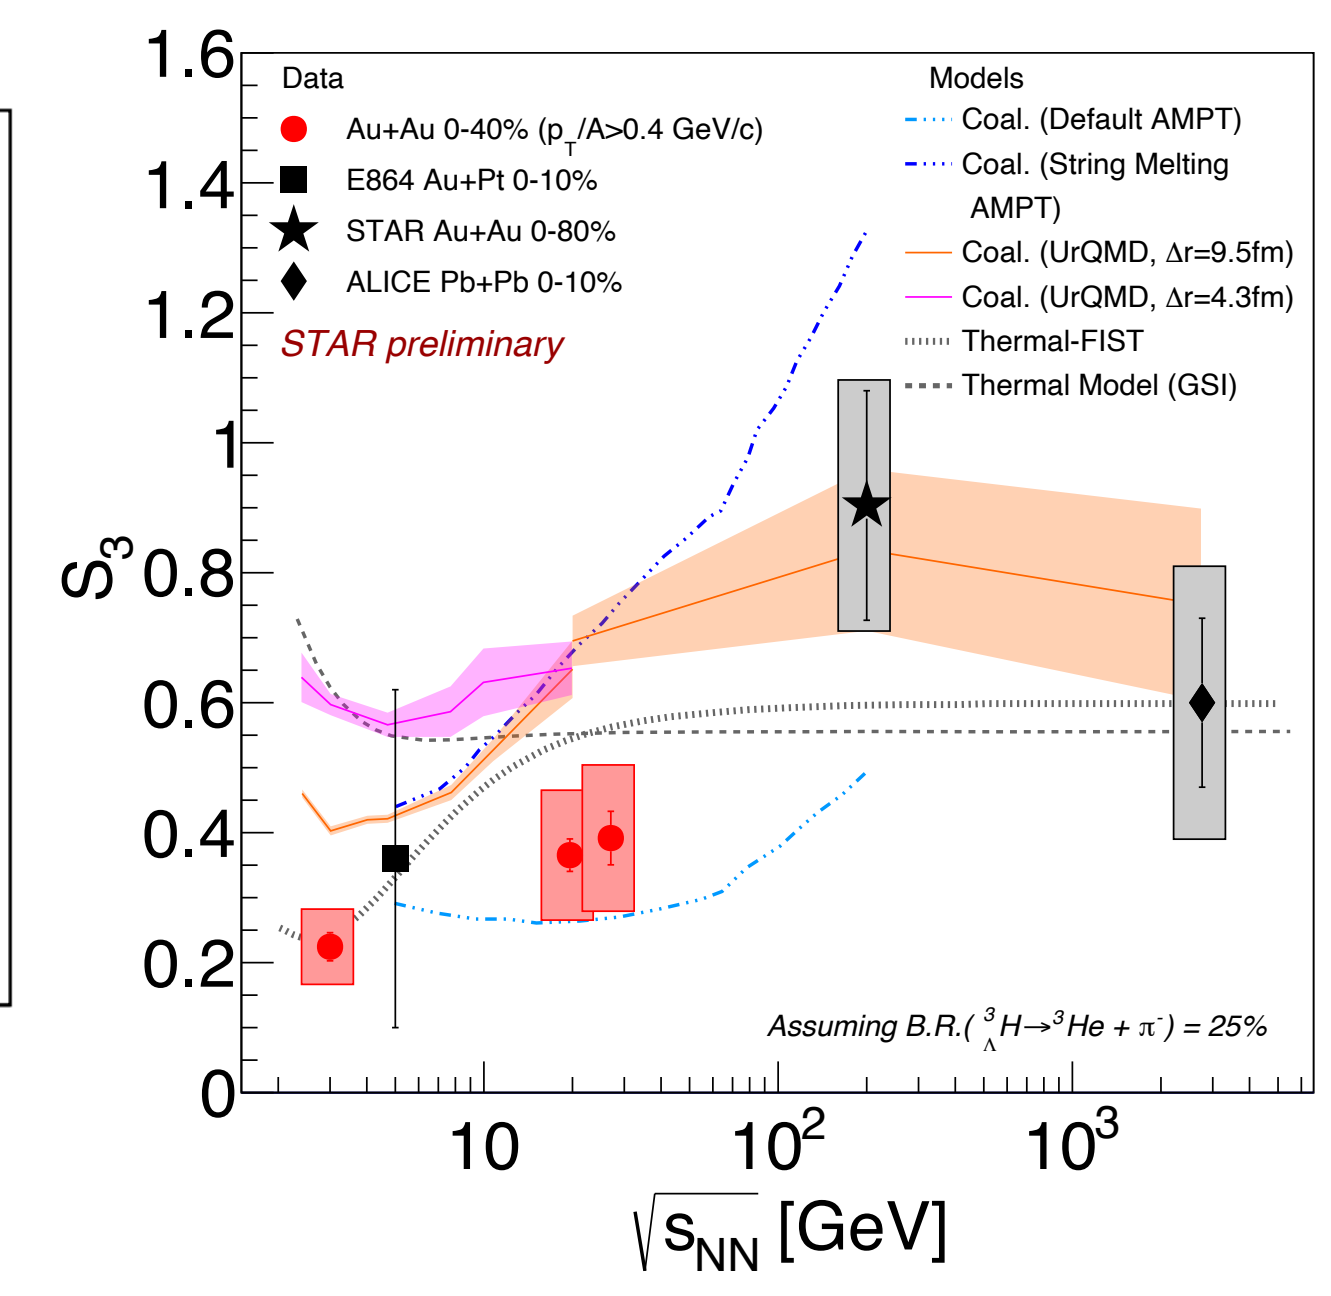 1.6
1.4
1.2
1
0.8
0.6
0.4
0.2
0
S₃
Data
Au+Au 0-40% (p_T/A>0.4 GeV/c)
E864 Au+Pt 0-10%
STAR Au+Au 0-80%
ALICE Pb+Pb 0-10%
STAR preliminary
Models
Coal. (Default AMPT)
Coal. (String Melting
AMPT)
Coal. (UrQMD, Δr=9.5fm)
Coal. (UrQMD, Δr=4.3fm)
Thermal-FIST
Thermal Model (GSI)
Assuming B.R.( ³_ΛH→³He + π⁻) = 25%
10
10²
10³
√s_NN [GeV]